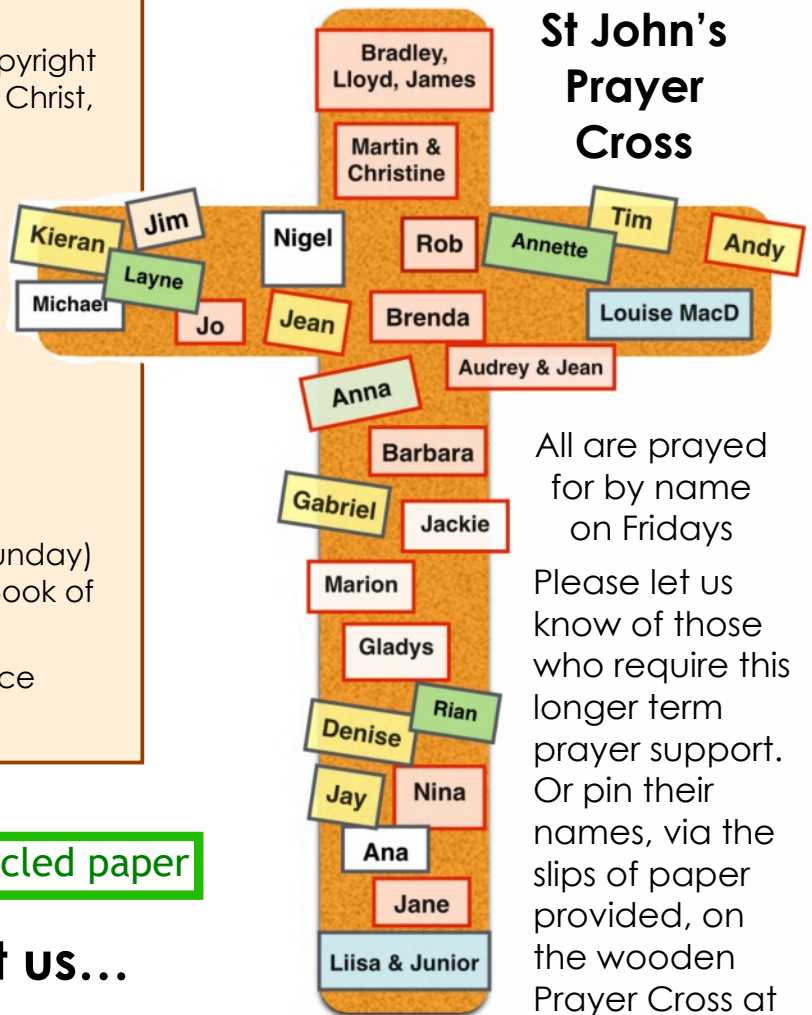 pyright
Christ,
unday)
ook of
ce
cled paper
t us…
St John's
Prayer
Cross
Bradley,
Lloyd, James
Martin &
Christine
Kieran
Jim
Nigel
Rob
Annette
Tim
Andy
Layne
Michael
Jo
Jean
Brenda
Louise MacD
Audrey & Jean
Anna
Barbara
Gabriel
Jackie
Marion
Gladys
Rian
Denise
Jay
Nina
Ana
Jane
Liisa & Junior
All are prayed
for by name
on Fridays
Please let us
know of those
who require this
longer term
prayer support.
Or pin their
names, via the
slips of paper
provided, on
the wooden
Prayer Cross at